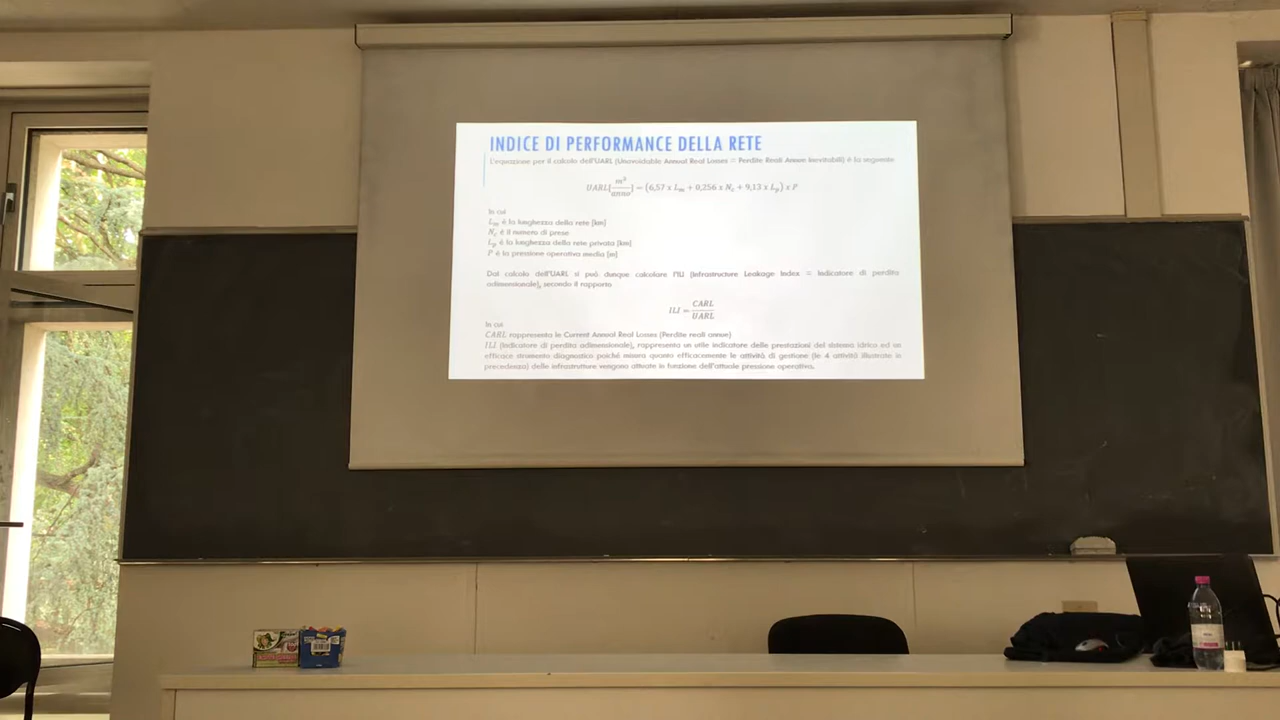 INDICE DI PERFORMANCE DELLA RETE
L'equazione per il calcolo dell'UARL (Unavoidable Annual Real Losses = Perdite Reali Annue Inevitabili) è la seguente
UARL[m³/anno] = (6,57 x Lm + 0,256 x Nc + 9,13 x Lp) x P
In cui
Lm è la lunghezza della rete [km]
Nc è il numero di prese
Lp è la lunghezza della rete privata [km]
P è la pressione operativa media [m]
Dal calcolo dell'UARL si può dunque calcolare l'ILI (Infrastructure Leakage Index = Indicatore di perdita
adimensionale), secondo il rapporto
ILI = CARL/UARL
In cui
CARL rappresenta le Current Annual Real Losses (Perdite reali annue)
ILI (Indicatore di perdita adimensionale), rappresenta un utile indicatore delle prestazioni del sistema idrico ed un
efficace strumento diagnostico poiché misura quanto efficacemente le attività di gestione (le 4 attività illustrate in
precedenza) delle infrastrutture vengono attuate in funzione dell'attuale pressione operativa.